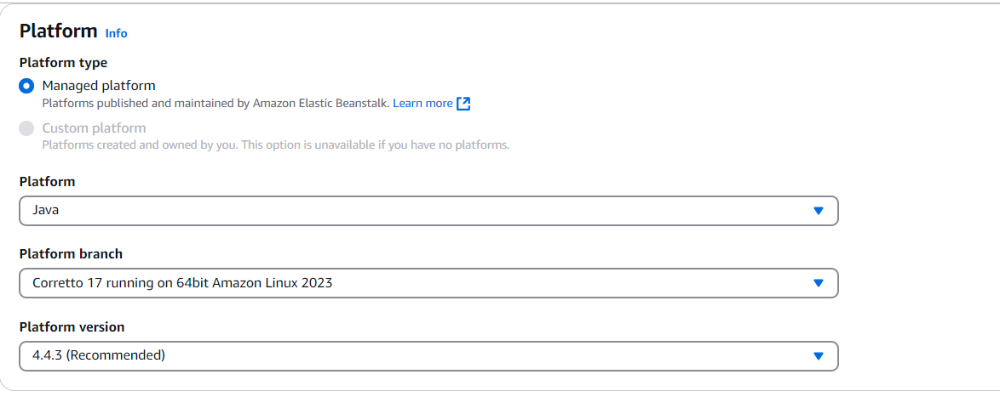 Platform Info
Platform type
Managed platform
Platforms published and maintained by Amazon Elastic Beanstalk. Learn more
Custom platform
Platforms created and owned by you. This option is unavailable if you have no platforms.
Platform
Java
Platform branch
Corretto 17 running on 64bit Amazon Linux 2023
Platform version
4.4.3 (Recommended)